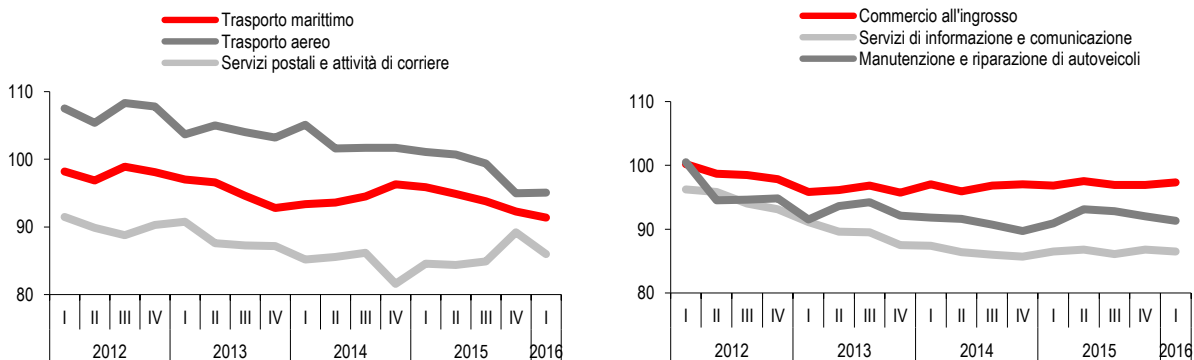 Trasporto marittimo
Trasporto aereo
Servizi postali e attività di corriere
110
100
90
80
I II III IV I II III IV I II III IV I II III IV I
2012 2013 2014 2015 2016
Commercio all'ingrosso
Servizi di informazione e comunicazione
Manutenzione e riparazione di autoveicoli
110
100
90
80
I II III IV I II III IV I II III IV I II III IV I
2012 2013 2014 2015 2016